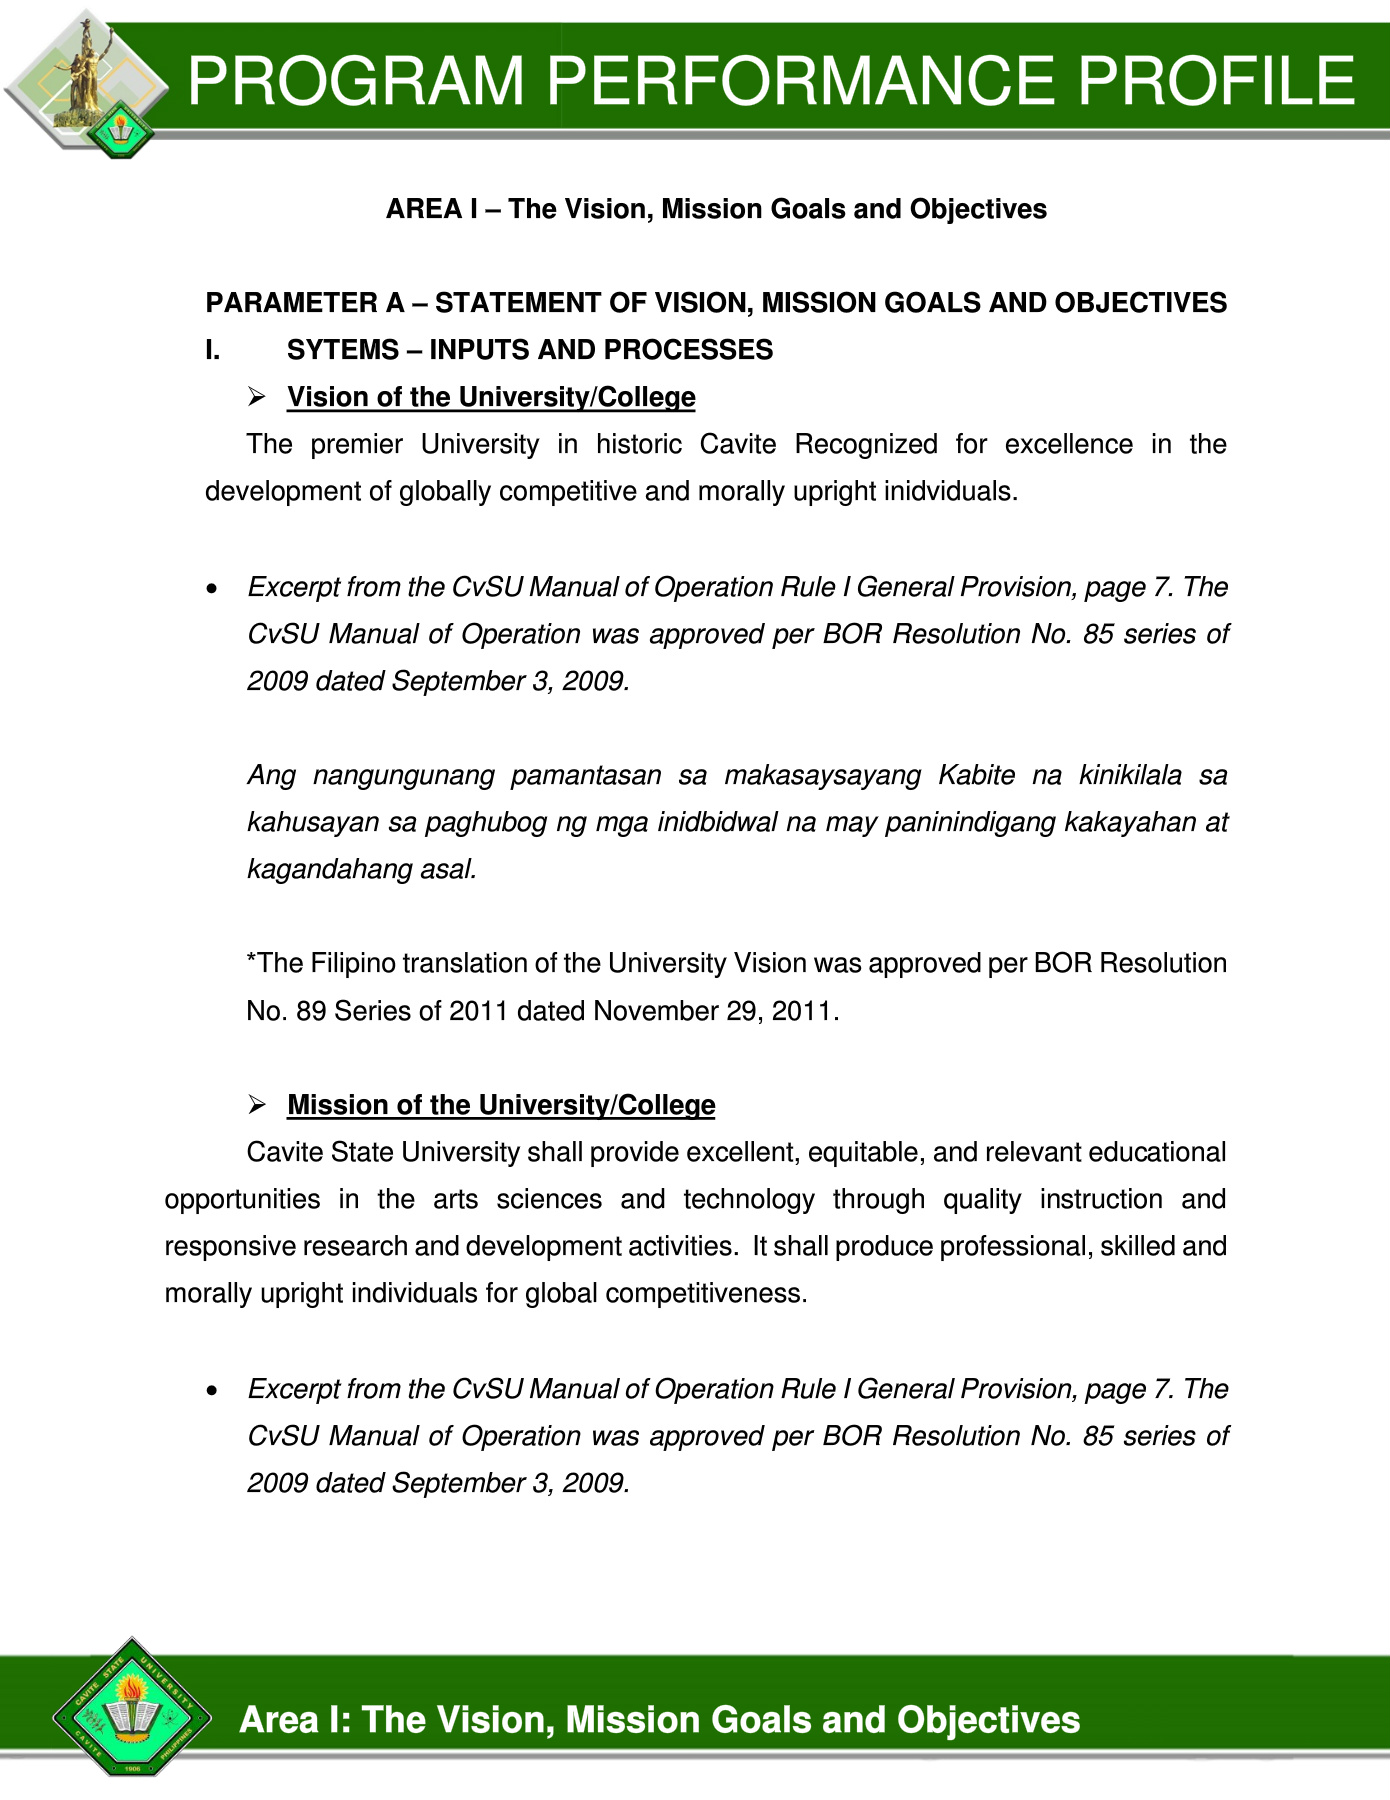 PROGRAM PERFORMANCE PROFILE
AREA I – The Vision, Mission Goals and Objectives
PARAMETER A – STATEMENT OF VISION, MISSION GOALS AND OBJECTIVES
I. SYTEMS – INPUTS AND PROCESSES
➢ Vision of the University/College
The premier University in historic Cavite Recognized for excellence in the
development of globally competitive and morally upright inidviduals.
• Excerpt from the CvSU Manual of Operation Rule I General Provision, page 7. The
CvSU Manual of Operation was approved per BOR Resolution No. 85 series of
2009 dated September 3, 2009.
Ang nangungunang pamantasan sa makasaysayang Kabite na kinikilala sa
kahusayan sa paghubog ng mga inidbidwal na may paninindigang kakayahan at
kagandahang asal.
*The Filipino translation of the University Vision was approved per BOR Resolution
No. 89 Series of 2011 dated November 29, 2011.
➢ Mission of the University/College
Cavite State University shall provide excellent, equitable, and relevant educational
opportunities in the arts sciences and technology through quality instruction and
responsive research and development activities. It shall produce professional, skilled and
morally upright individuals for global competitiveness.
• Excerpt from the CvSU Manual of Operation Rule I General Provision, page 7. The
CvSU Manual of Operation was approved per BOR Resolution No. 85 series of
2009 dated September 3, 2009.
CAVITE STATE UNIVERSITY
CAVITE PHILIPPINES
1906
Area I: The Vision, Mission Goals and Objectives